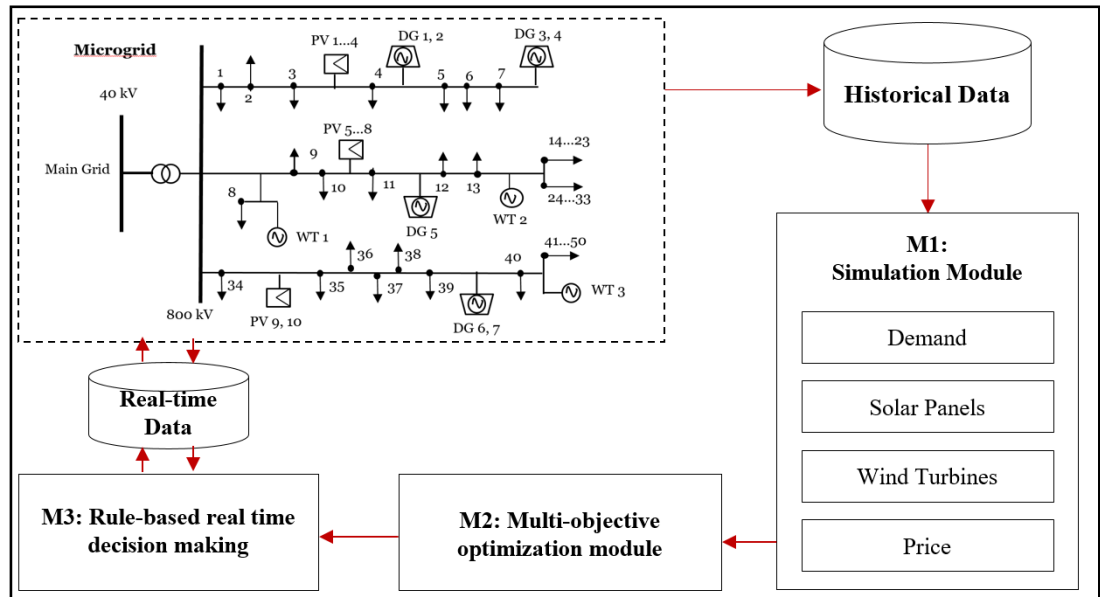 Microgrid
40 kV
Main Grid
800 kV
PV 1...4
DG 1, 2
DG 3, 4
1
2
3
4
5
6
7
PV 5...8
9
8
10
11
12
13
14...23
24...33
WT 1
DG 5
WT 2
36
38
41...50
34
35
37
39
40
WT 3
PV 9, 10
DG 6, 7
Historical Data
M1:
Simulation Module
Demand
Solar Panels
Wind Turbines
Price
Real-time
Data
M3: Rule-based real time
decision making
M2: Multi-objective
optimization module